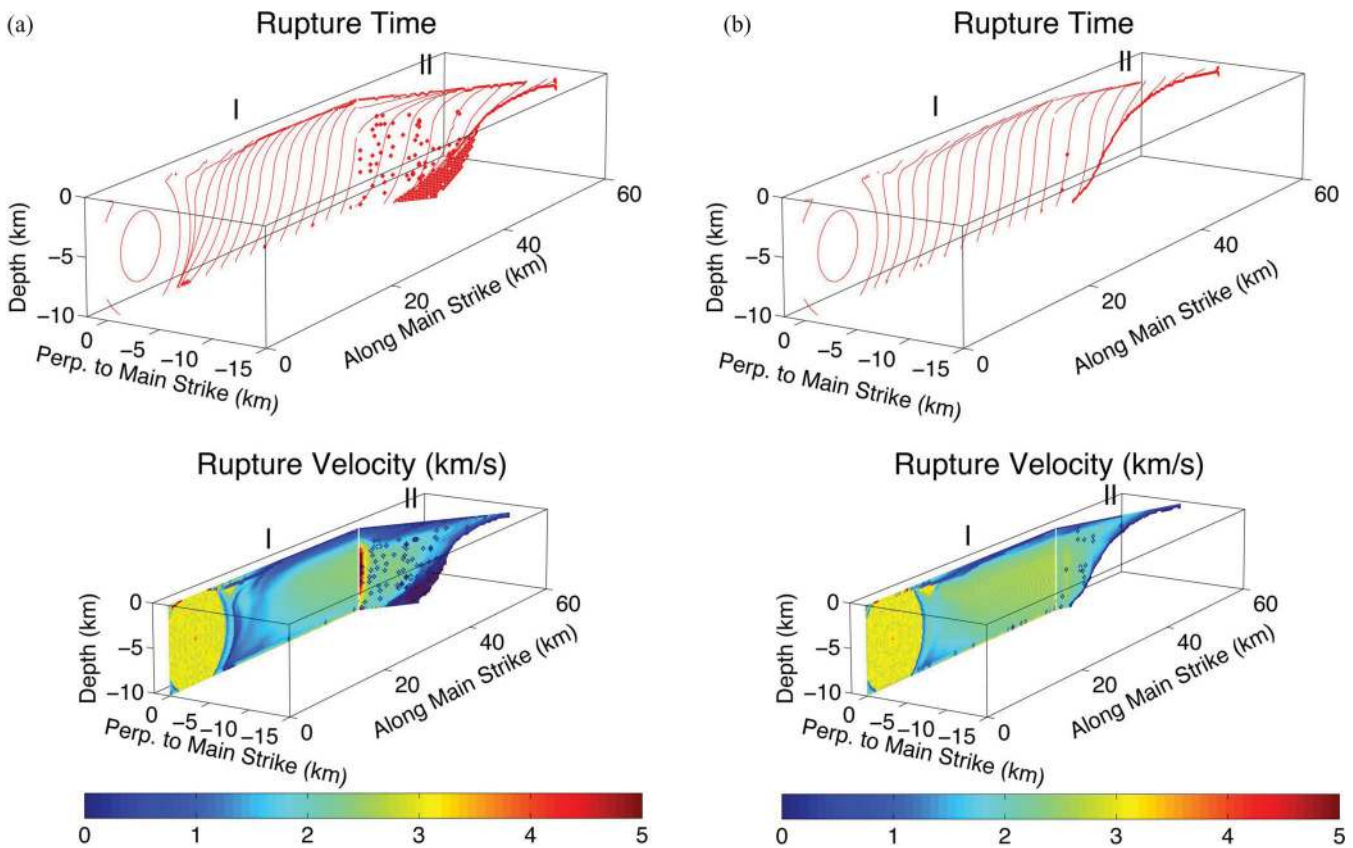 (a)
Rupture Time
II
I
0
-5
-10
Depth (km)
0
-5
-10
-15
Perp. to Main Strike (km)
0
20
40
60
Along Main Strike (km)
Rupture Velocity (km/s)
II
I
0
-5
-10
Depth (km)
0
-5
-10
-15
Perp. to Main Strike (km)
0
20
40
60
Along Main Strike (km)
0 1 2 3 4 5
(b)
Rupture Time
II
I
0
-5
-10
Depth (km)
0
-5
-10
-15
Perp. to Main Strike (km)
0
20
40
60
Along Main Strike (km)
Rupture Velocity (km/s)
II
I
0
-5
-10
Depth (km)
0
-5
-10
-15
Perp. to Main Strike (km)
0
20
40
60
Along Main Strike (km)
0 1 2 3 4 5